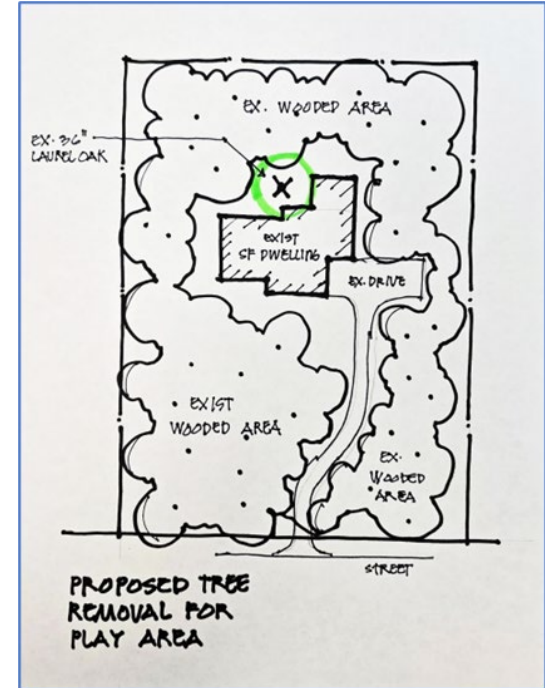 EX. WOODED AREA
EX. 36"
LAUREL OAK
EXIST
SF DWELLING
EX. DRIVE
EXIST
WOODED AREA
EX.
WOODED
AREA
STREET
PROPOSED TREE
REMOVAL FOR
PLAY AREA